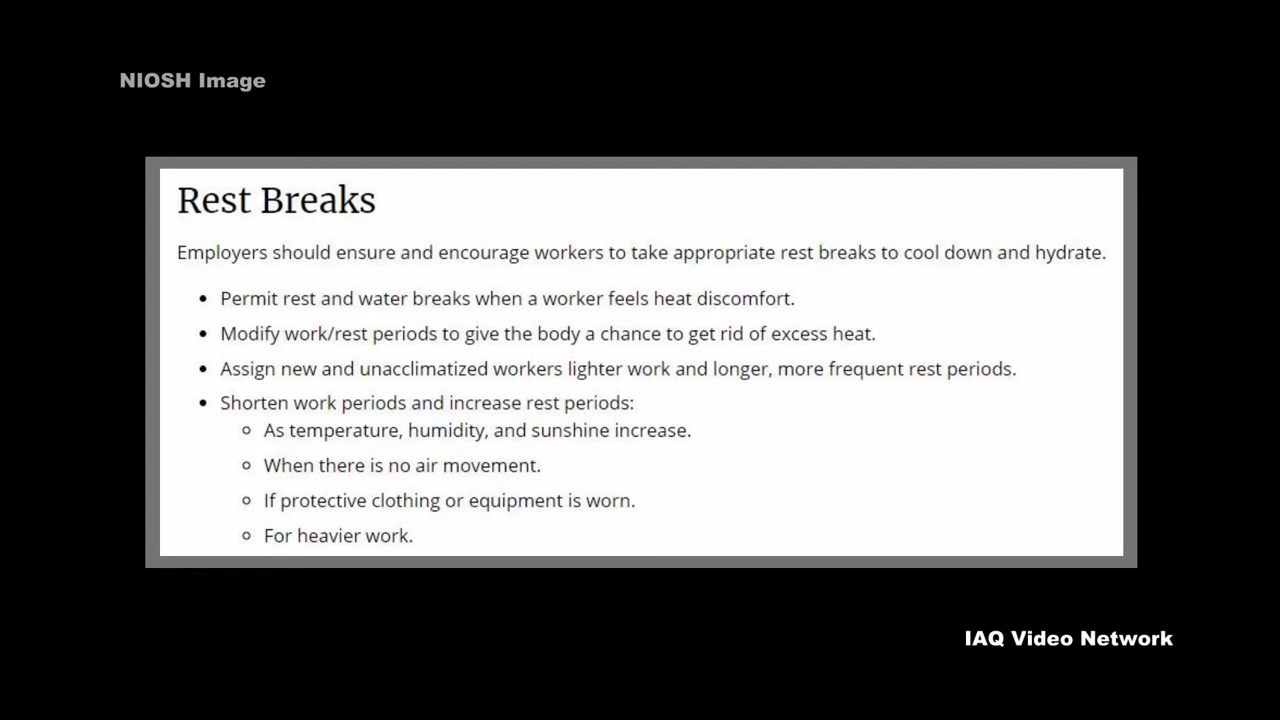 NIOSH Image
Rest Breaks
Employers should ensure and encourage workers to take appropriate rest breaks to cool down and hydrate.
• Permit rest and water breaks when a worker feels heat discomfort.
• Modify work/rest periods to give the body a chance to get rid of excess heat.
• Assign new and unacclimatized workers lighter work and longer, more frequent rest periods.
• Shorten work periods and increase rest periods:
◦ As temperature, humidity, and sunshine increase.
◦ When there is no air movement.
◦ If protective clothing or equipment is worn.
◦ For heavier work.
IAQ Video Network